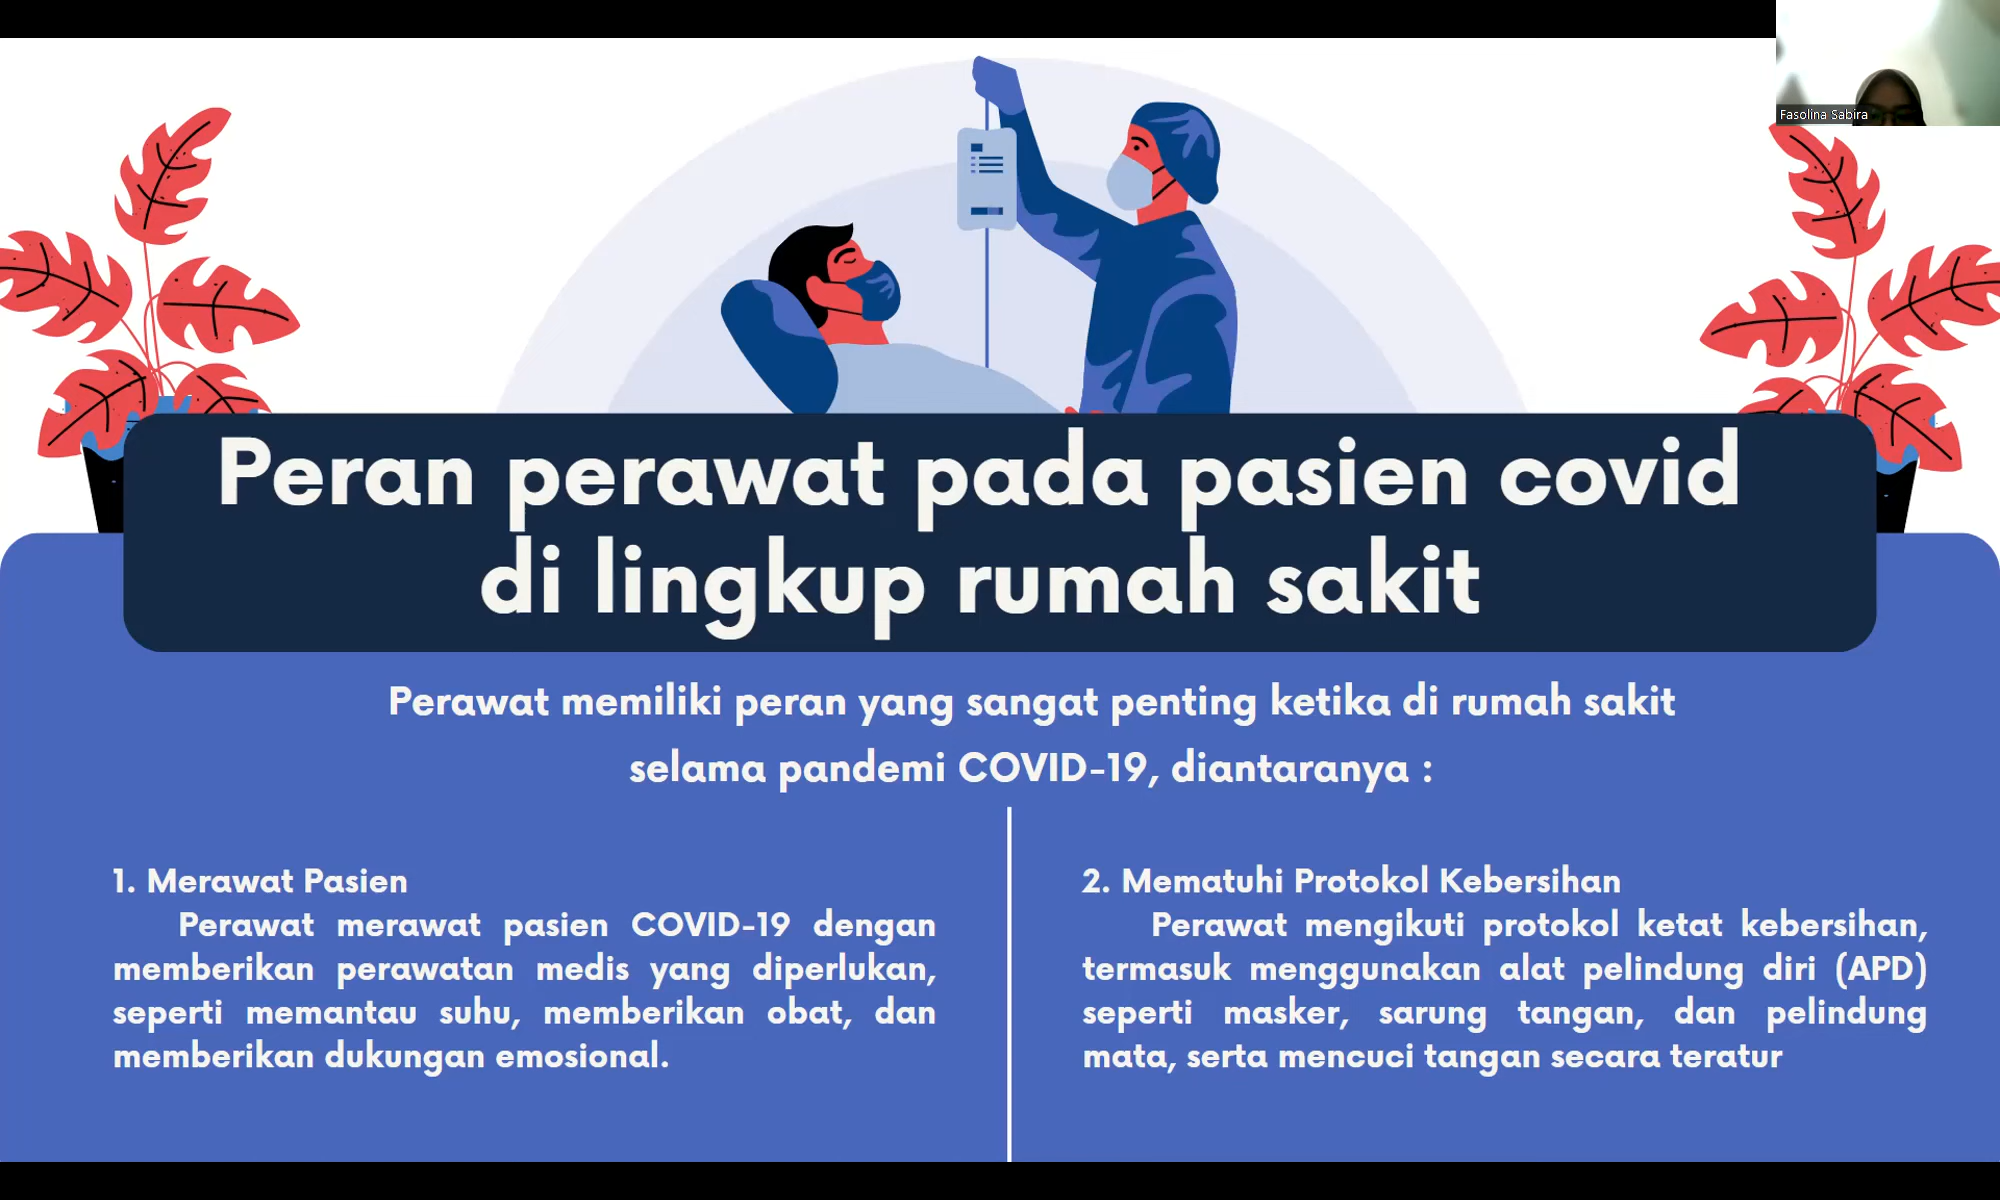 Fasolina Sabira
Peran perawat pada pasien covid
di lingkup rumah sakit
Perawat memiliki peran yang sangat penting ketika di rumah sakit
selama pandemi COVID-19, diantaranya :
1. Merawat Pasien
Perawat merawat pasien COVID-19 dengan
memberikan perawatan medis yang diperlukan,
seperti memantau suhu, memberikan obat, dan
memberikan dukungan emosional.
2. Mematuhi Protokol Kebersihan
Perawat mengikuti protokol ketat kebersihan,
termasuk menggunakan alat pelindung diri (APD)
seperti masker, sarung tangan, dan pelindung
mata, serta mencuci tangan secara teratur